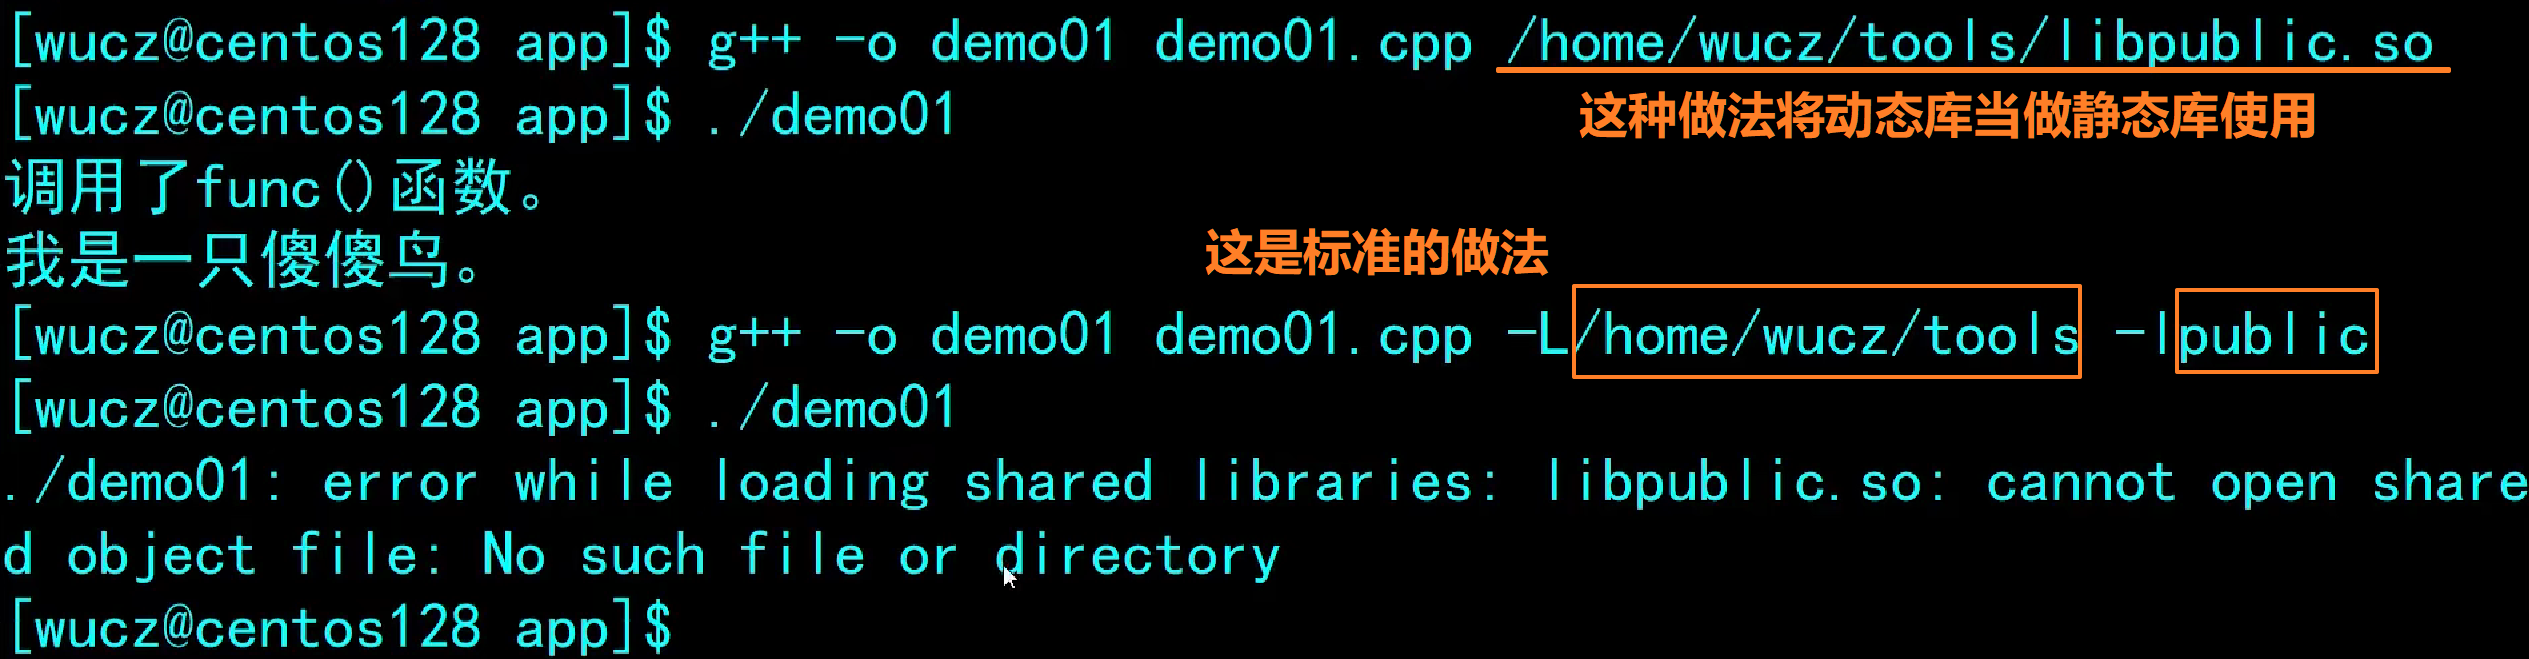 [wucz@centos128 app]$ g++ -o demo01 demo01.cpp /home/wucz/tools/libpublic.so
[wucz@centos128 app]$ ./demo01
这种做法将动态库当做静态库使用
调用了func()函数。
我是一只傻傻鸟。
这是标准的做法
[wucz@centos128 app]$ g++ -o demo01 demo01.cpp -L/home/wucz/tools -lpublic
[wucz@centos128 app]$ ./demo01
./demo01: error while loading shared libraries: libpublic.so: cannot open share
d object file: No such file or directory
[wucz@centos128 app]$